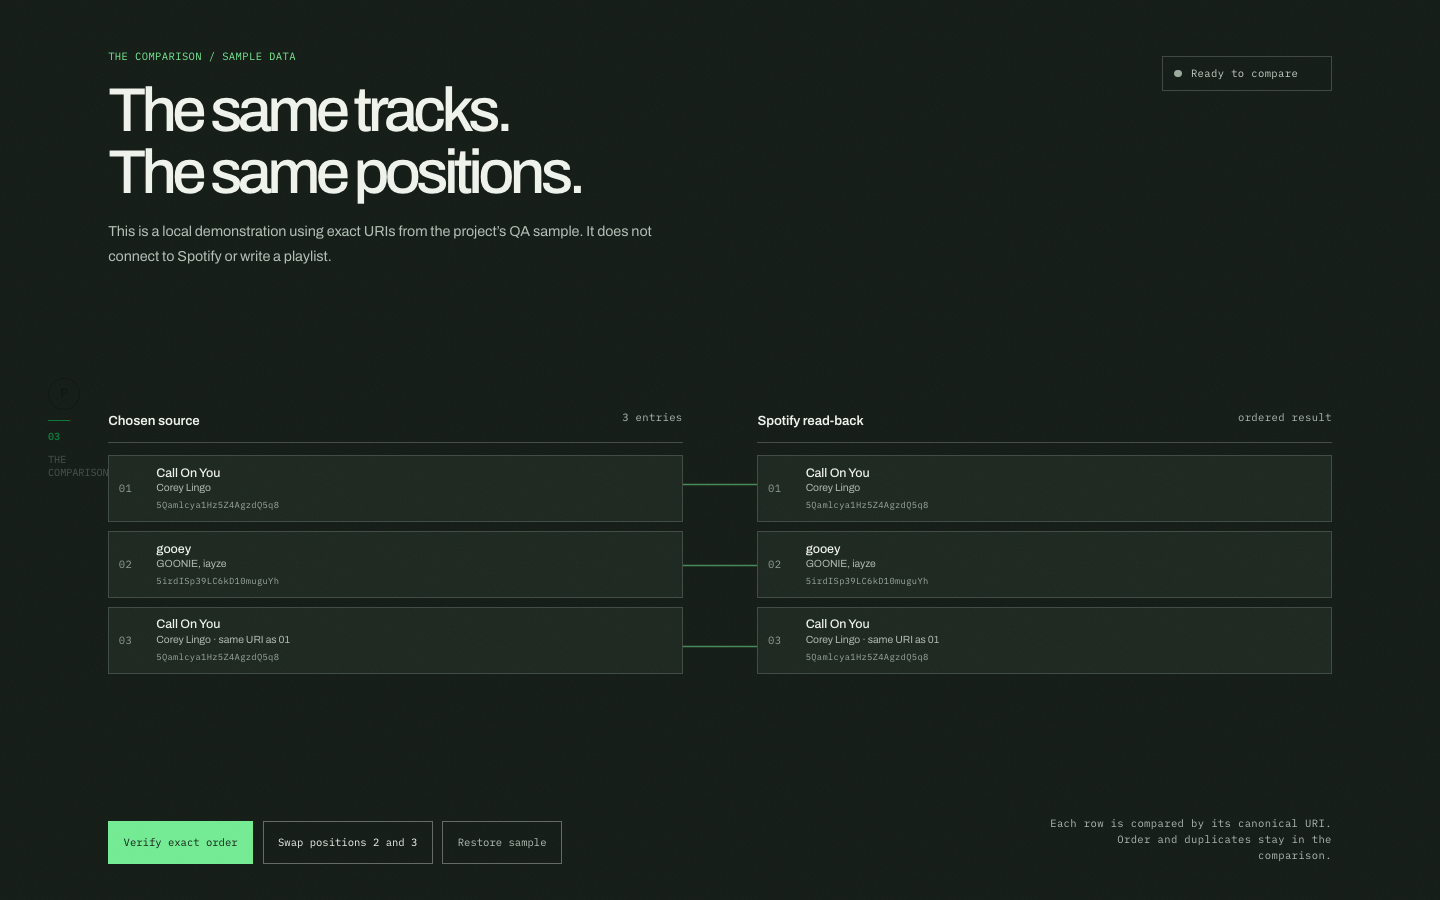 THE COMPARISON / SAMPLE DATA
Ready to compare
The same tracks.
The same positions.
This is a local demonstration using exact URIs from the project's QA sample. It does not
connect to Spotify or write a playlist.
P
03
THE
COMPARISON
Chosen source
3 entries
01
Call On You
Corey Lingo
5Qamlcya1Hz5Z4AgzdQ5q8
02
gooey
GOONIE, iayze
5irdISp39LC6kD10muguYh
03
Call On You
Corey Lingo · same URI as 01
5Qamlcya1Hz5Z4AgzdQ5q8
Spotify read-back
ordered result
01
Call On You
Corey Lingo
5Qamlcya1Hz5Z4AgzdQ5q8
02
gooey
GOONIE, iayze
5irdISp39LC6kD10muguYh
03
Call On You
Corey Lingo · same URI as 01
5Qamlcya1Hz5Z4AgzdQ5q8
Verify exact order
Swap positions 2 and 3
Restore sample
Each row is compared by its canonical URI.
Order and duplicates stay in the
comparison.